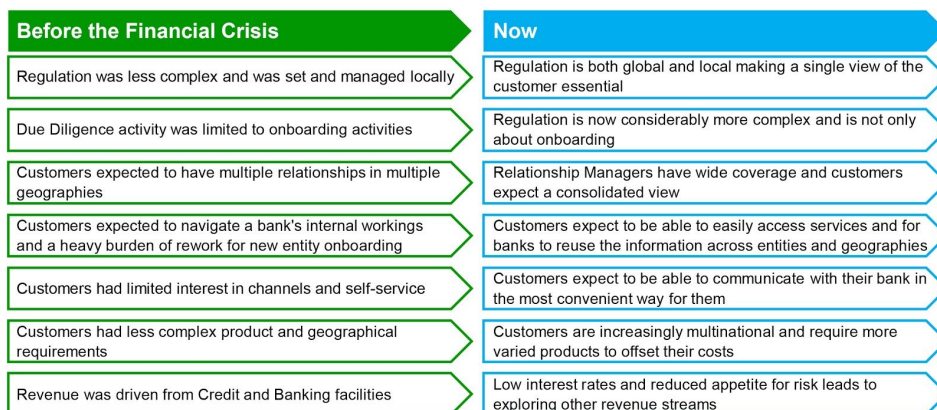 Before the Financial Crisis
Now
Regulation was less complex and was set and managed locally
Regulation is both global and local making a single view of the
customer essential
Due Diligence activity was limited to onboarding activities
Regulation is now considerably more complex and is not only
about onboarding
Customers expected to have multiple relationships in multiple
geographies
Relationship Managers have wide coverage and customers
expect a consolidated view
Customers expected to navigate a bank's internal workings
and a heavy burden of rework for new entity onboarding
Customers expect to be able to easily access services and for
banks to reuse the information across entities and geographies
Customers had limited interest in channels and self-service
Customers expect to be able to communicate with their bank in
the most convenient way for them
Customers had less complex product and geographical
requirements
Customers are increasingly multinational and require more
varied products to offset their costs
Revenue was driven from Credit and Banking facilities
Low interest rates and reduced appetite for risk leads to
exploring other revenue streams